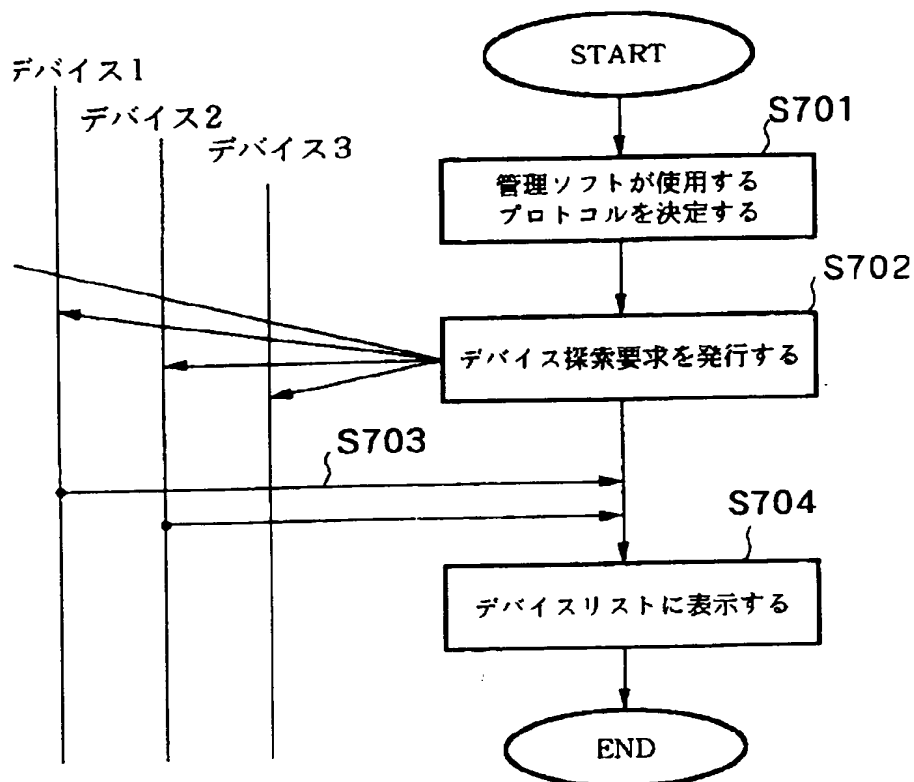 START
デバイス1
デバイス2
デバイス3
S701
管理ソフトが使用する
プロトコルを決定する
S702
デバイス探索要求を発行する
S703
S704
デバイスリストに表示する
END